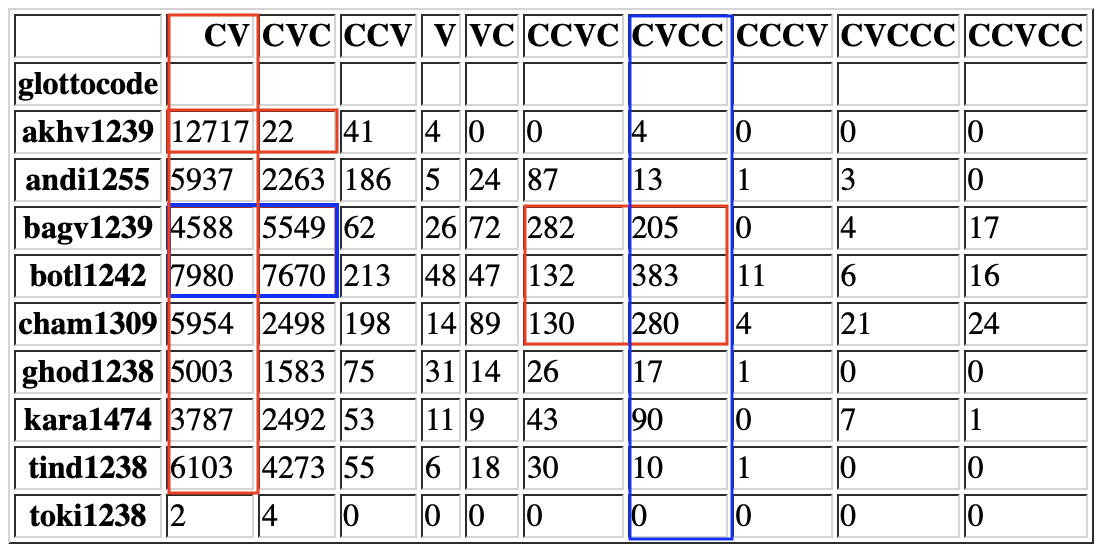 CV CVC CCV V VC CCVC CVCC CCCV CVCCC CCVCC
glottocode
akhv1239 12717 22 41 4 0 0 4 0 0 0
andi1255 5937 2263 186 5 24 87 13 1 3 0
bagv1239 4588 5549 62 26 72 282 205 0 4 17
botl1242 7980 7670 213 48 47 132 383 11 6 16
cham1309 5954 2498 198 14 89 130 280 4 21 24
ghod1238 5003 1583 75 31 14 26 17 1 0 0
kara1474 3787 2492 53 11 9 43 90 0 7 1
tind1238 6103 4273 55 6 18 30 10 1 0 0
toki1238 2 4 0 0 0 0 0 0 0 0